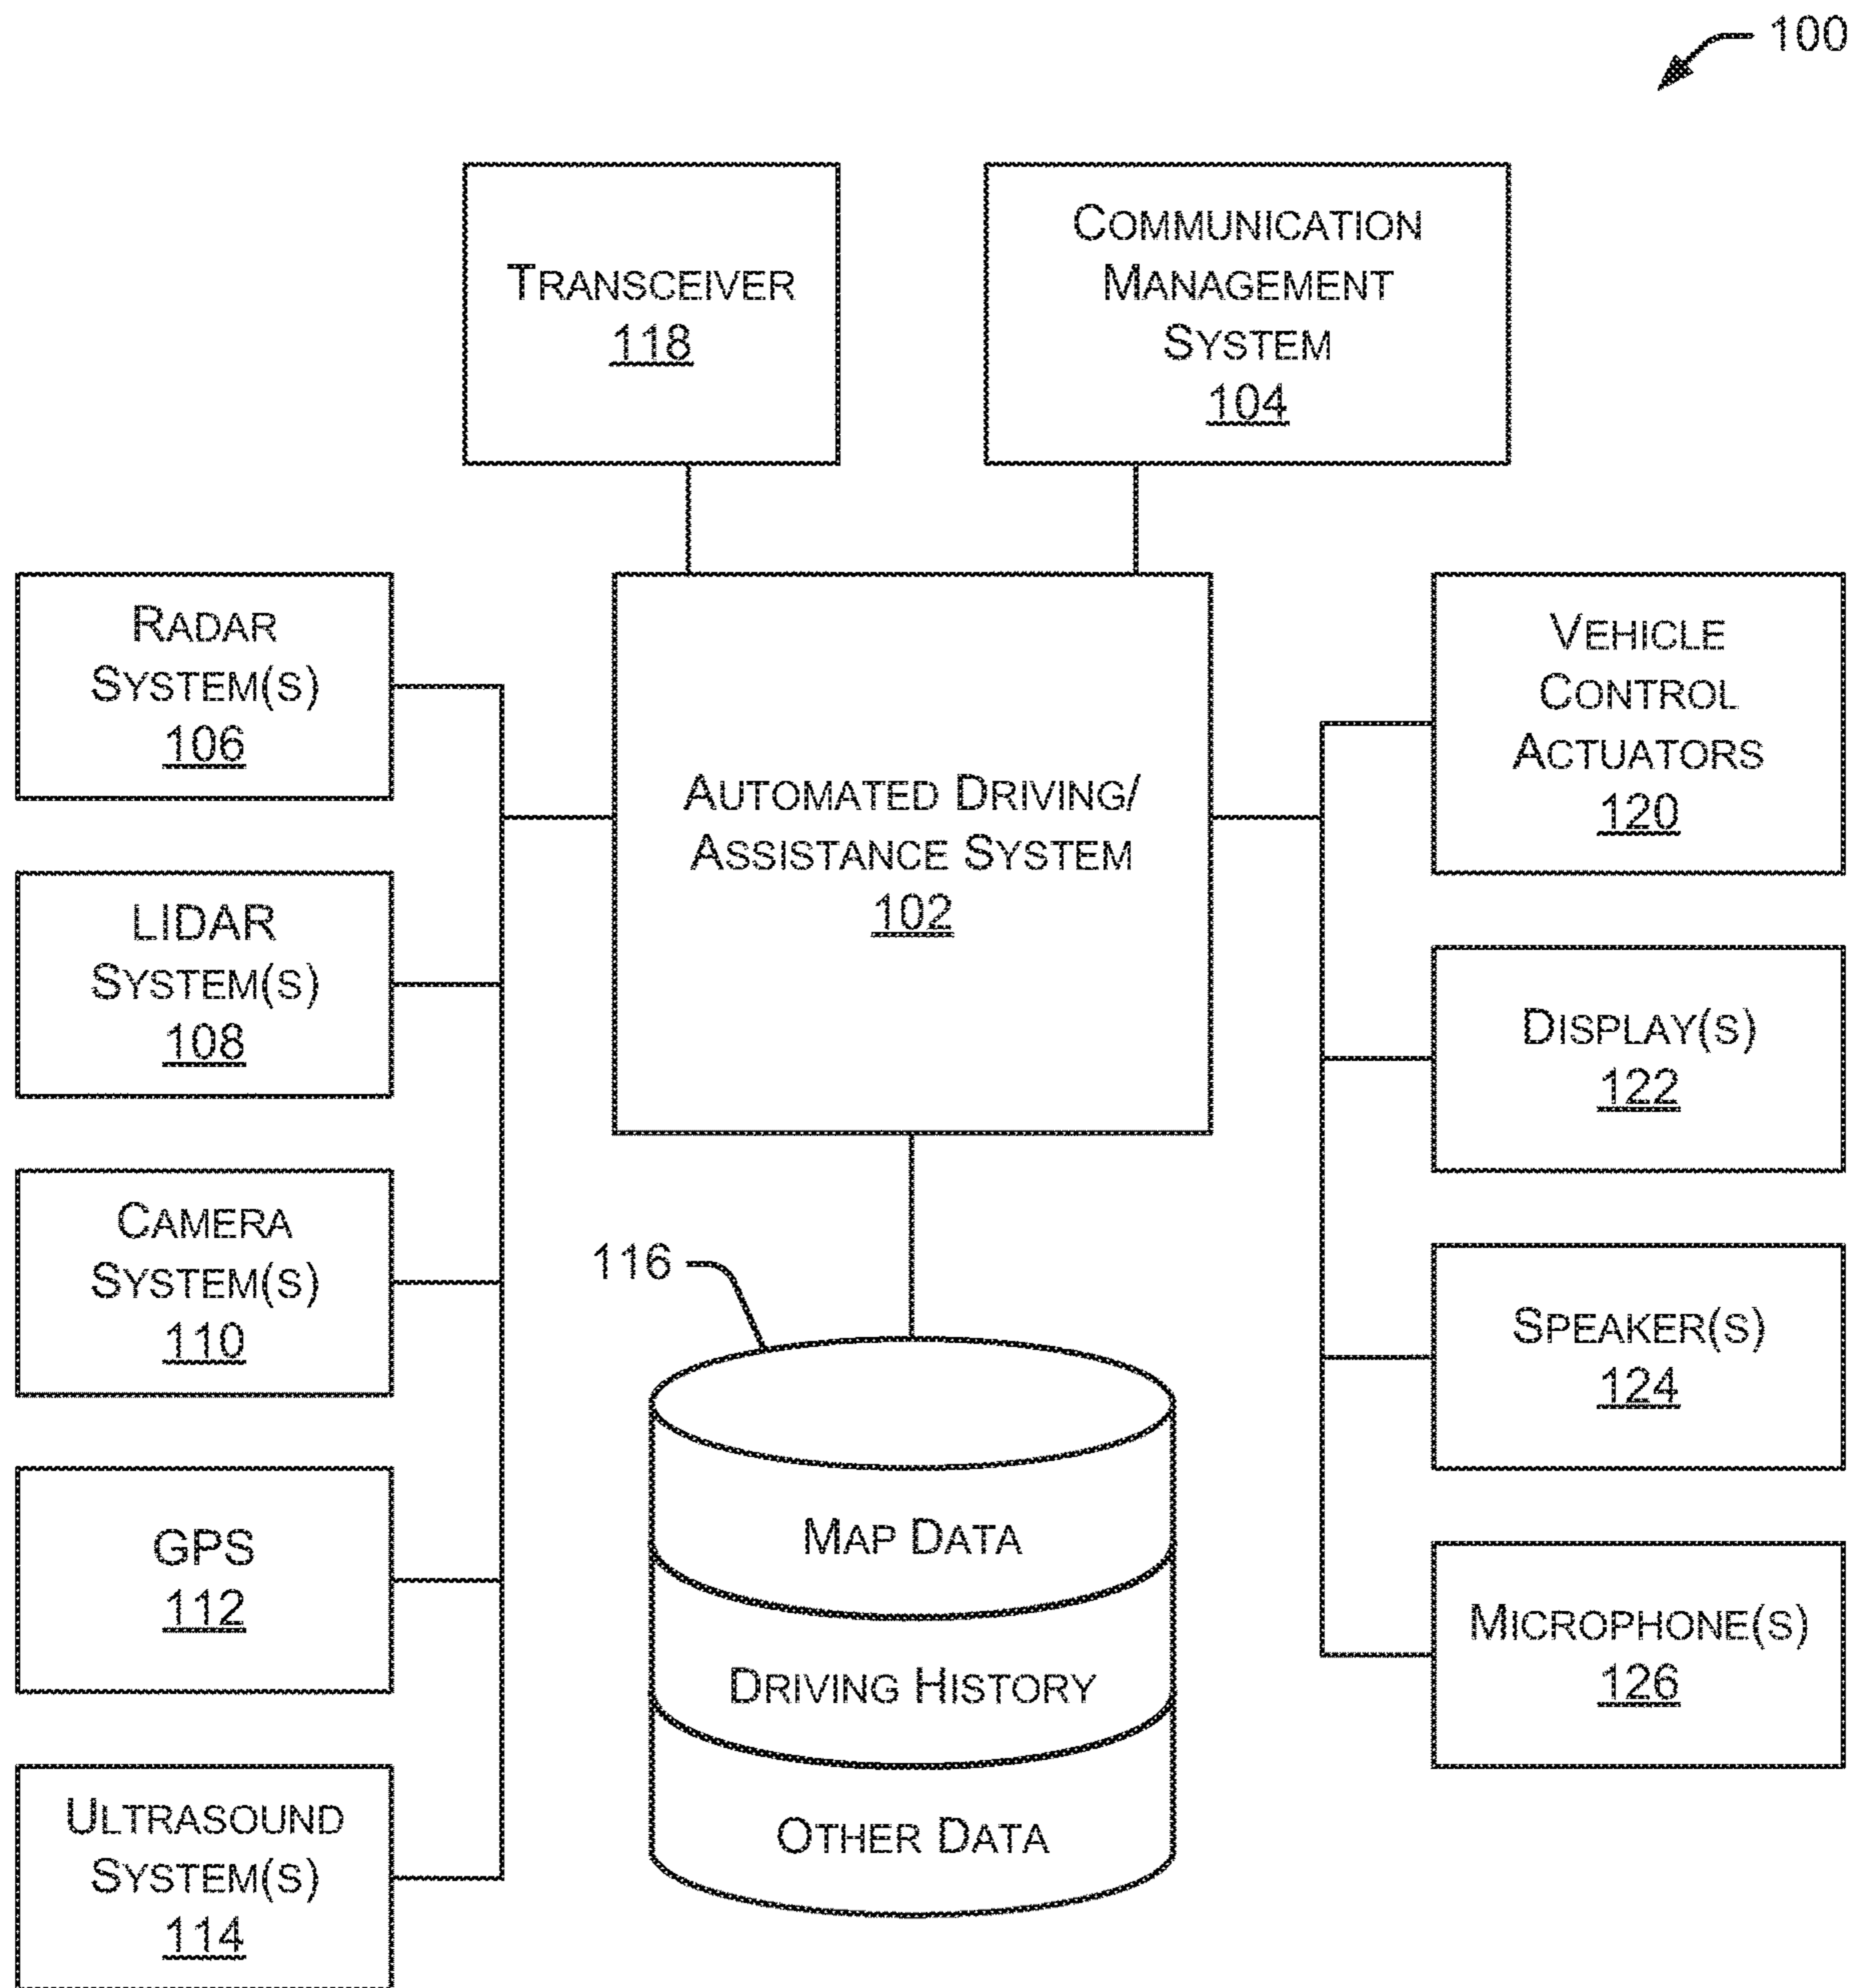 100
TRANSCEIVER
118
COMMUNICATION
MANAGEMENT
SYSTEM
104
RADAR
SYSTEM(S)
106
LIDAR
SYSTEM(S)
108
CAMERA
SYSTEM(S)
110
GPS
112
ULTRASOUND
SYSTEM(S)
114
AUTOMATED DRIVING/
ASSISTANCE SYSTEM
102
116
MAP DATA
DRIVING HISTORY
OTHER DATA
VEHICLE
CONTROL
ACTUATORS
120
DISPLAY(S)
122
SPEAKER(S)
124
MICROPHONE(S)
126